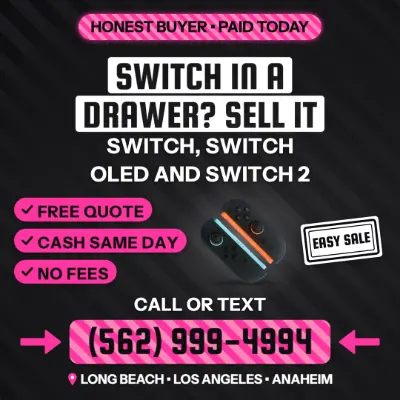 HONEST BUYER • PAID TODAY
SWITCH IN A
DRAWER? SELL IT
SWITCH, SWITCH
OLED AND SWITCH 2
FREE QUOTE
CASH SAME DAY
NO FEES
EASY SALE
CALL OR TEXT
(562) 999-4994
LONG BEACH • LOS ANGELES • ANAHEIM